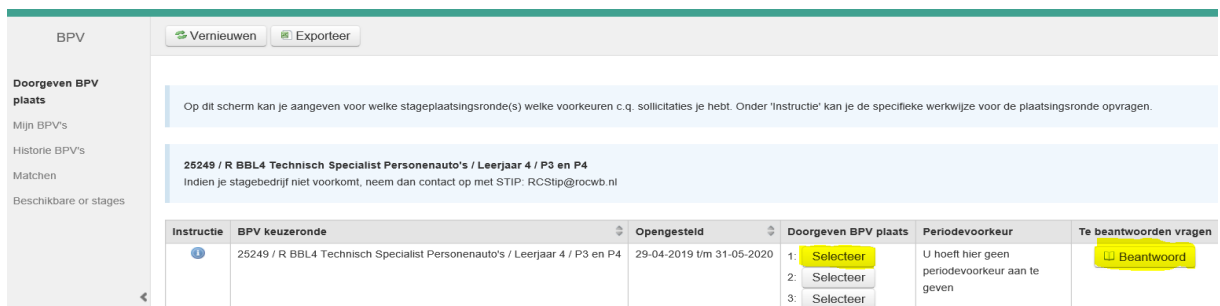 BPV
Vernieuwen
Exporteer
Doorgeven BPV
plaats
Mijn BPV's
Historie BPV's
Matchen
Beschikbare or stages
Op dit scherm kan je aangeven voor welke stageplaatsingsronde(s) welke voorkeuren c.q. sollicitaties je hebt. Onder 'Instructie' kan je de specifieke werkwijze voor de plaatsingsronde opvragen.
25249 / R BBL4 Technisch Specialist Personenauto's / Leerjaar 4 / P3 en P4
Indien je stagebedrijf niet voorkomt, neem dan contact op met STIP: RCStip@rocwb.nl
Instructie BPV keuzeronde Opengesteld Doorgeven BPV plaats Periodevoorkeur Te beantwoorden vragen
25249 / R BBL4 Technisch Specialist Personenauto's / Leerjaar 4 / P3 en P4 29-04-2019 t/m 31-05-2020 1: Selecteer U hoeft hier geen Beantwoord
2: Selecteer periodevoorkeur aan te
3: Selecteer geven